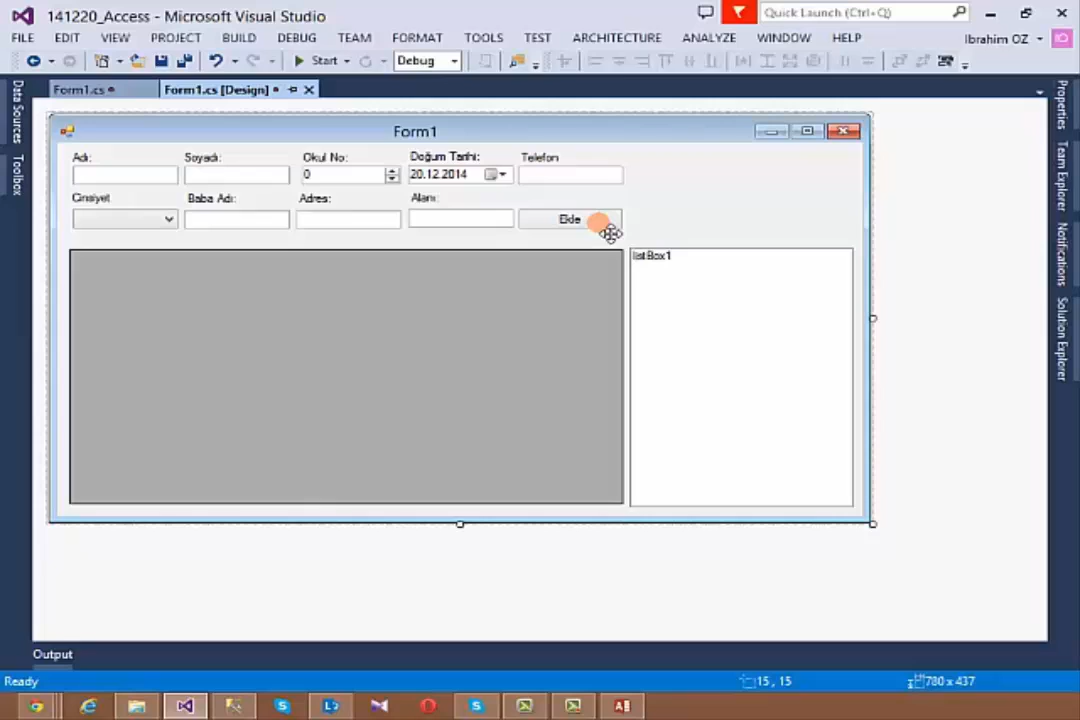 141220_Access - Microsoft Visual Studio
Quick Launch (Ctrl+Q)
FILE EDIT VIEW PROJECT BUILD DEBUG TEAM FORMAT TOOLS TEST ARCHITECTURE ANALYZE WINDOW HELP
Ibrahim OZ
IO
Start
Debug
Form1.cs
Form1.cs [Design]
Data Sources
Toolbox
Form1
Adı:
Soyadı:
Okul No:
Doğum Tarihi:
Telefon
0
20.12.2014
Cinsiyet
Baba Adı:
Adres:
Alanı:
Ekle
listBox1
Properties
Team Explorer
Notifications
Solution Explorer
Output
Ready
15 , 15
780 x 437